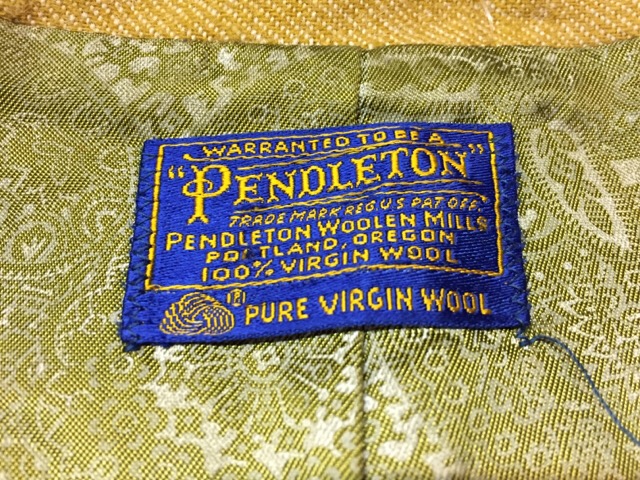 WARRANTED TO BE A
"PENDLETON"
TRADE MARK REG U S PAT OFF
PENDLETON WOOLEN MILLS
PORTLAND, OREGON
100% VIRGIN WOOL
® PURE VIRGIN WOOL